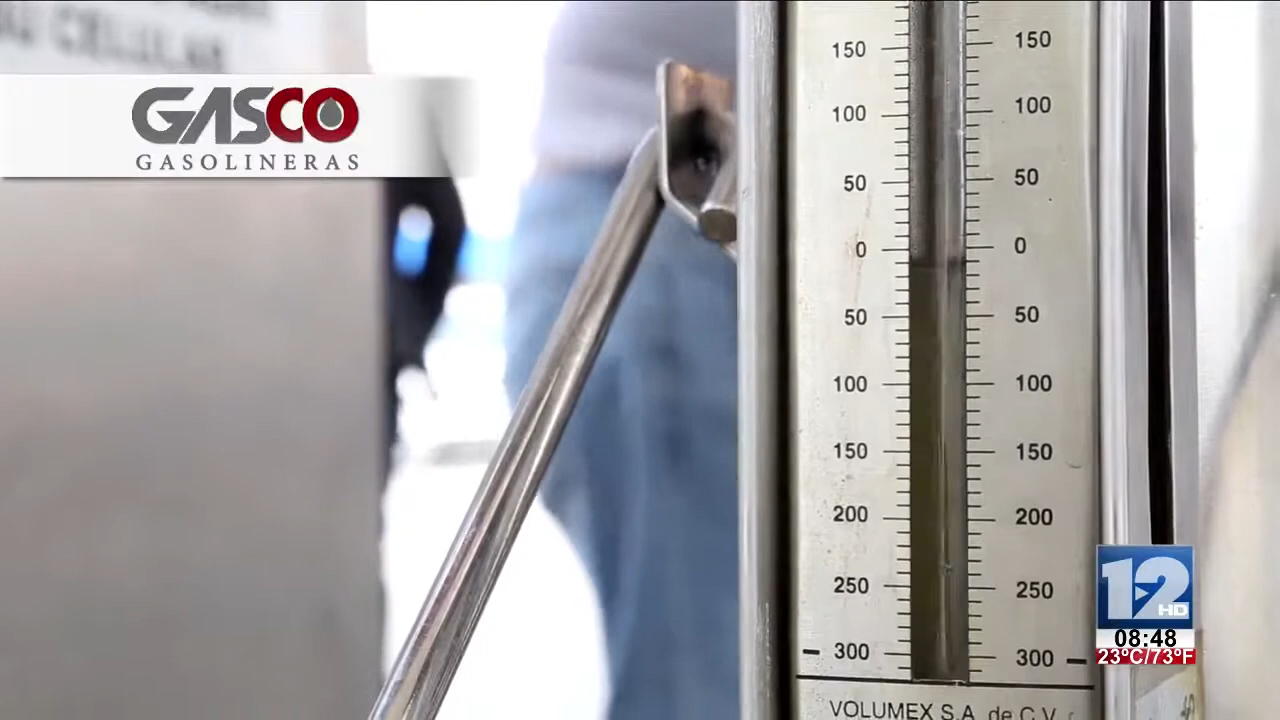 CELULAR
GASCO
GASOLINERAS
150 150
100 100
50 50
0 0
50 50
100 100
150 150
200 200
250 250
300 300
VOLUMEX S.A. de C.V.
12
HD
08:48
23°C/73°F